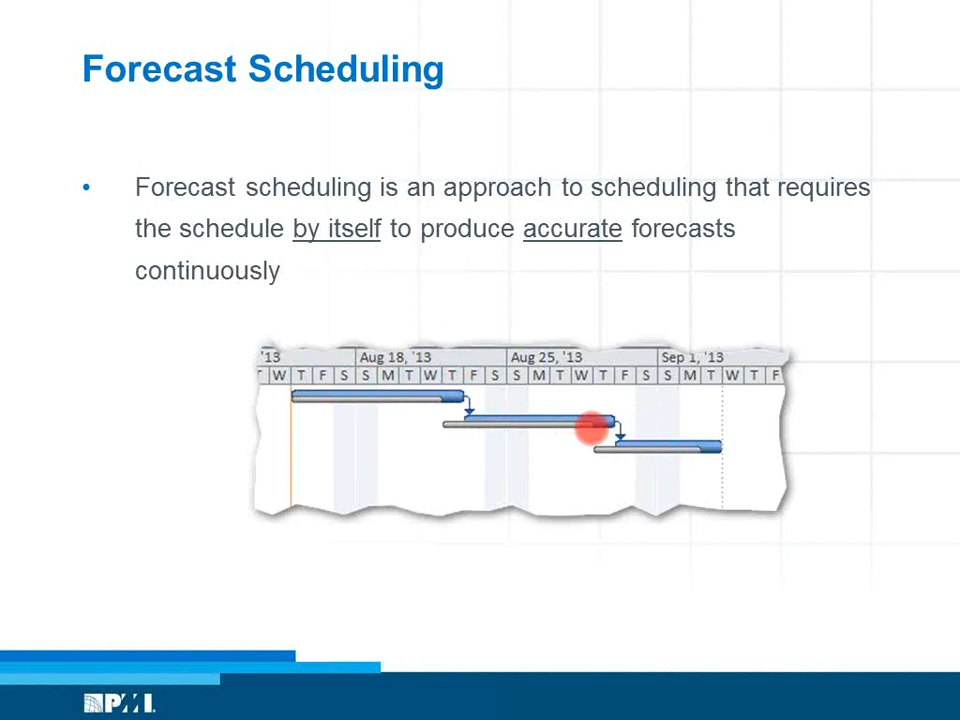 Forecast Scheduling
• Forecast scheduling is an approach to scheduling that requires
the schedule by itself to produce accurate forecasts
continuously
'13 Aug 18, '13 Aug 25, '13 Sep 1, '13
T W T F S S M T W T F S S M T W T F S S M T W T F
PMI